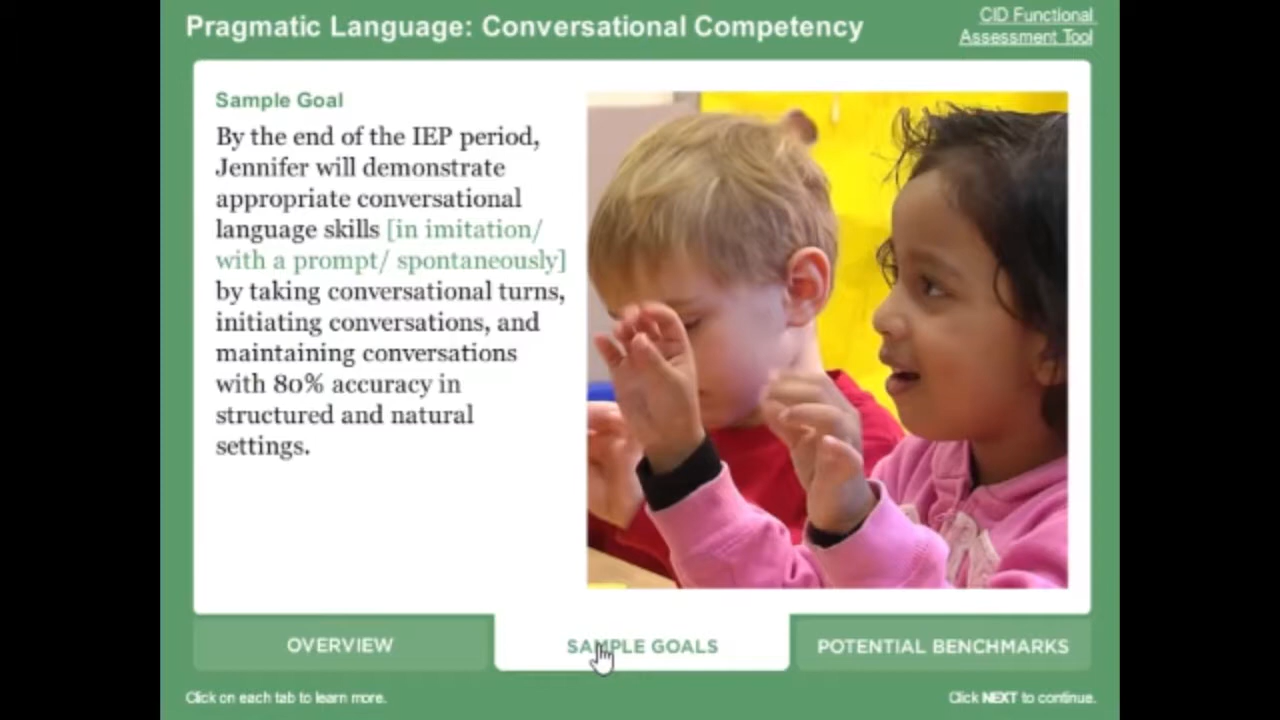 Pragmatic Language: Conversational Competency
CID Functional
Assessment Tool
Sample Goal
By the end of the IEP period,
Jennifer will demonstrate
appropriate conversational
language skills [in imitation/
with a prompt/ spontaneously]
by taking conversational turns,
initiating conversations, and
maintaining conversations
with 80% accuracy in
structured and natural
settings.
OVERVIEW
SAMPLE GOALS
POTENTIAL BENCHMARKS
Click on each tab to learn more.
Click NEXT to continue.